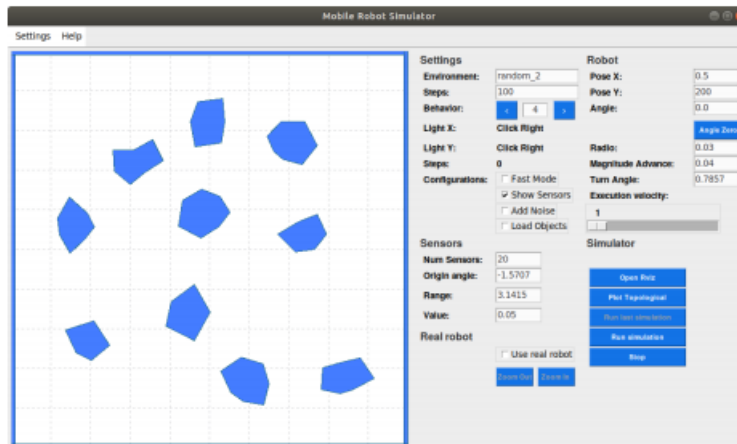 Mobile Robot Simulator
Settings Help
Settings
Environment: random_2
Steps: 100
Behavior: < 4 >
Light X: Click Right
Light Y: Click Right
Steps: 0
Configurations: Fast Mode
Show Sensors
Add Noise
Load Objects
Sensors
Num Sensors: 20
Origin angle: -1.5707
Range: 3.1415
Value: 0.05
Real robot
Use real robot
Zoom Out Zoom In
Robot
Pose X: 0.5
Pose Y: 200
Angle: 0.0
Angle Zero
Radio: 0.03
Magnitude Advance: 0.04
Turn Angle: 0.7857
Execution velocity:
1
Simulator
Open Rviz
Plot Topological
Run last simulation
Run simulation
Stop